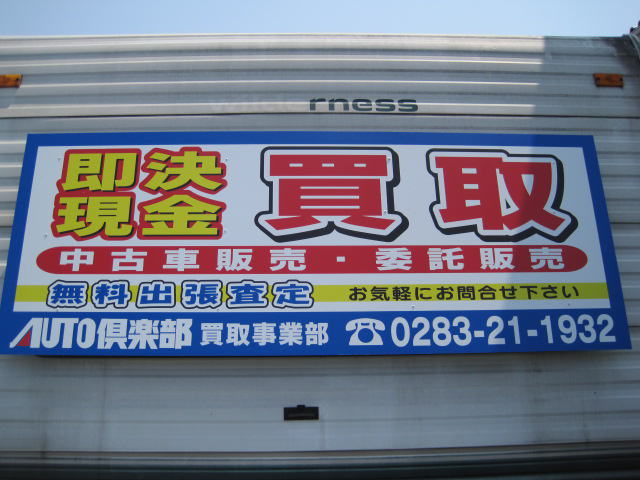 rness
即決
現金
買取
中古車販売・委託販売
無料出張査定 お気軽にお問合せ下さい
AUTO倶楽部 買取事業部 ☎0283-21-1932